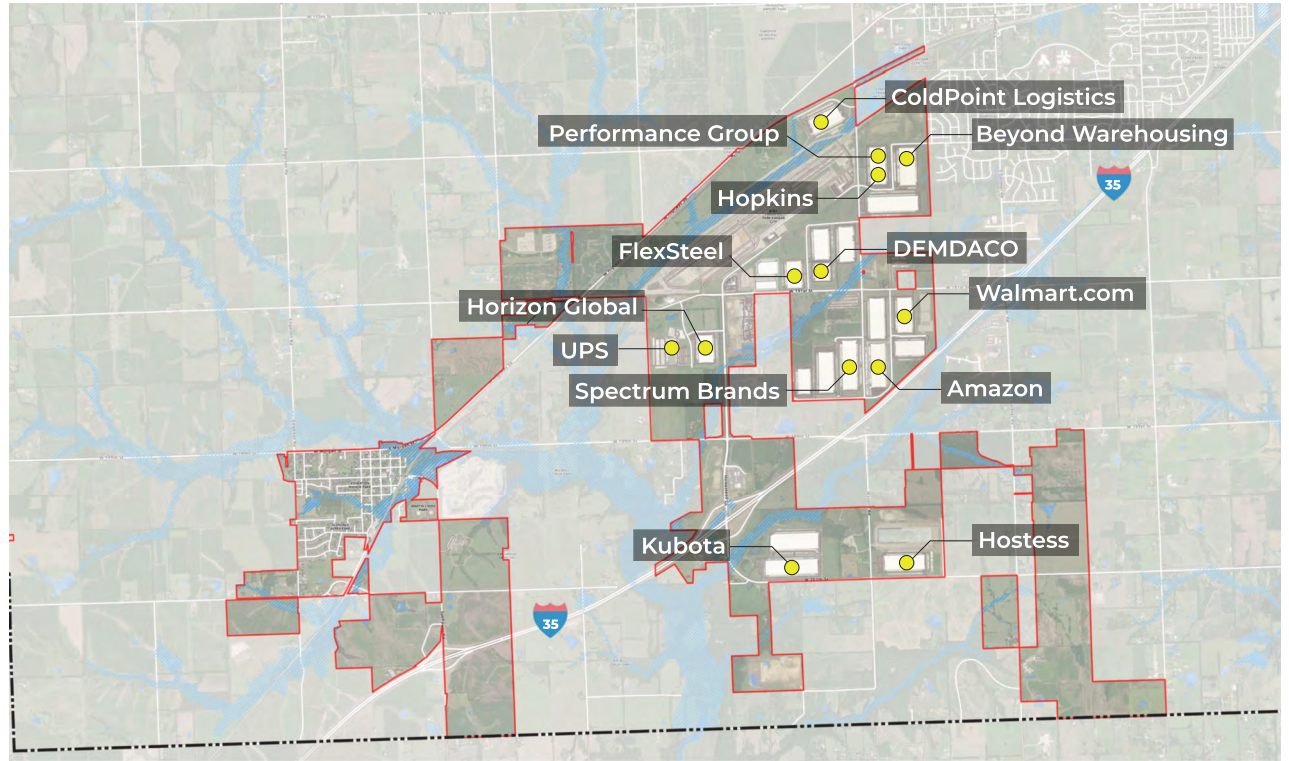 ColdPoint Logistics
Performance Group
Beyond Warehousing
35
Hopkins
FlexSteel
DEMDACO
Walmart.com
Horizon Global
UPS
Spectrum Brands
Amazon
Kubota
Hostess
35